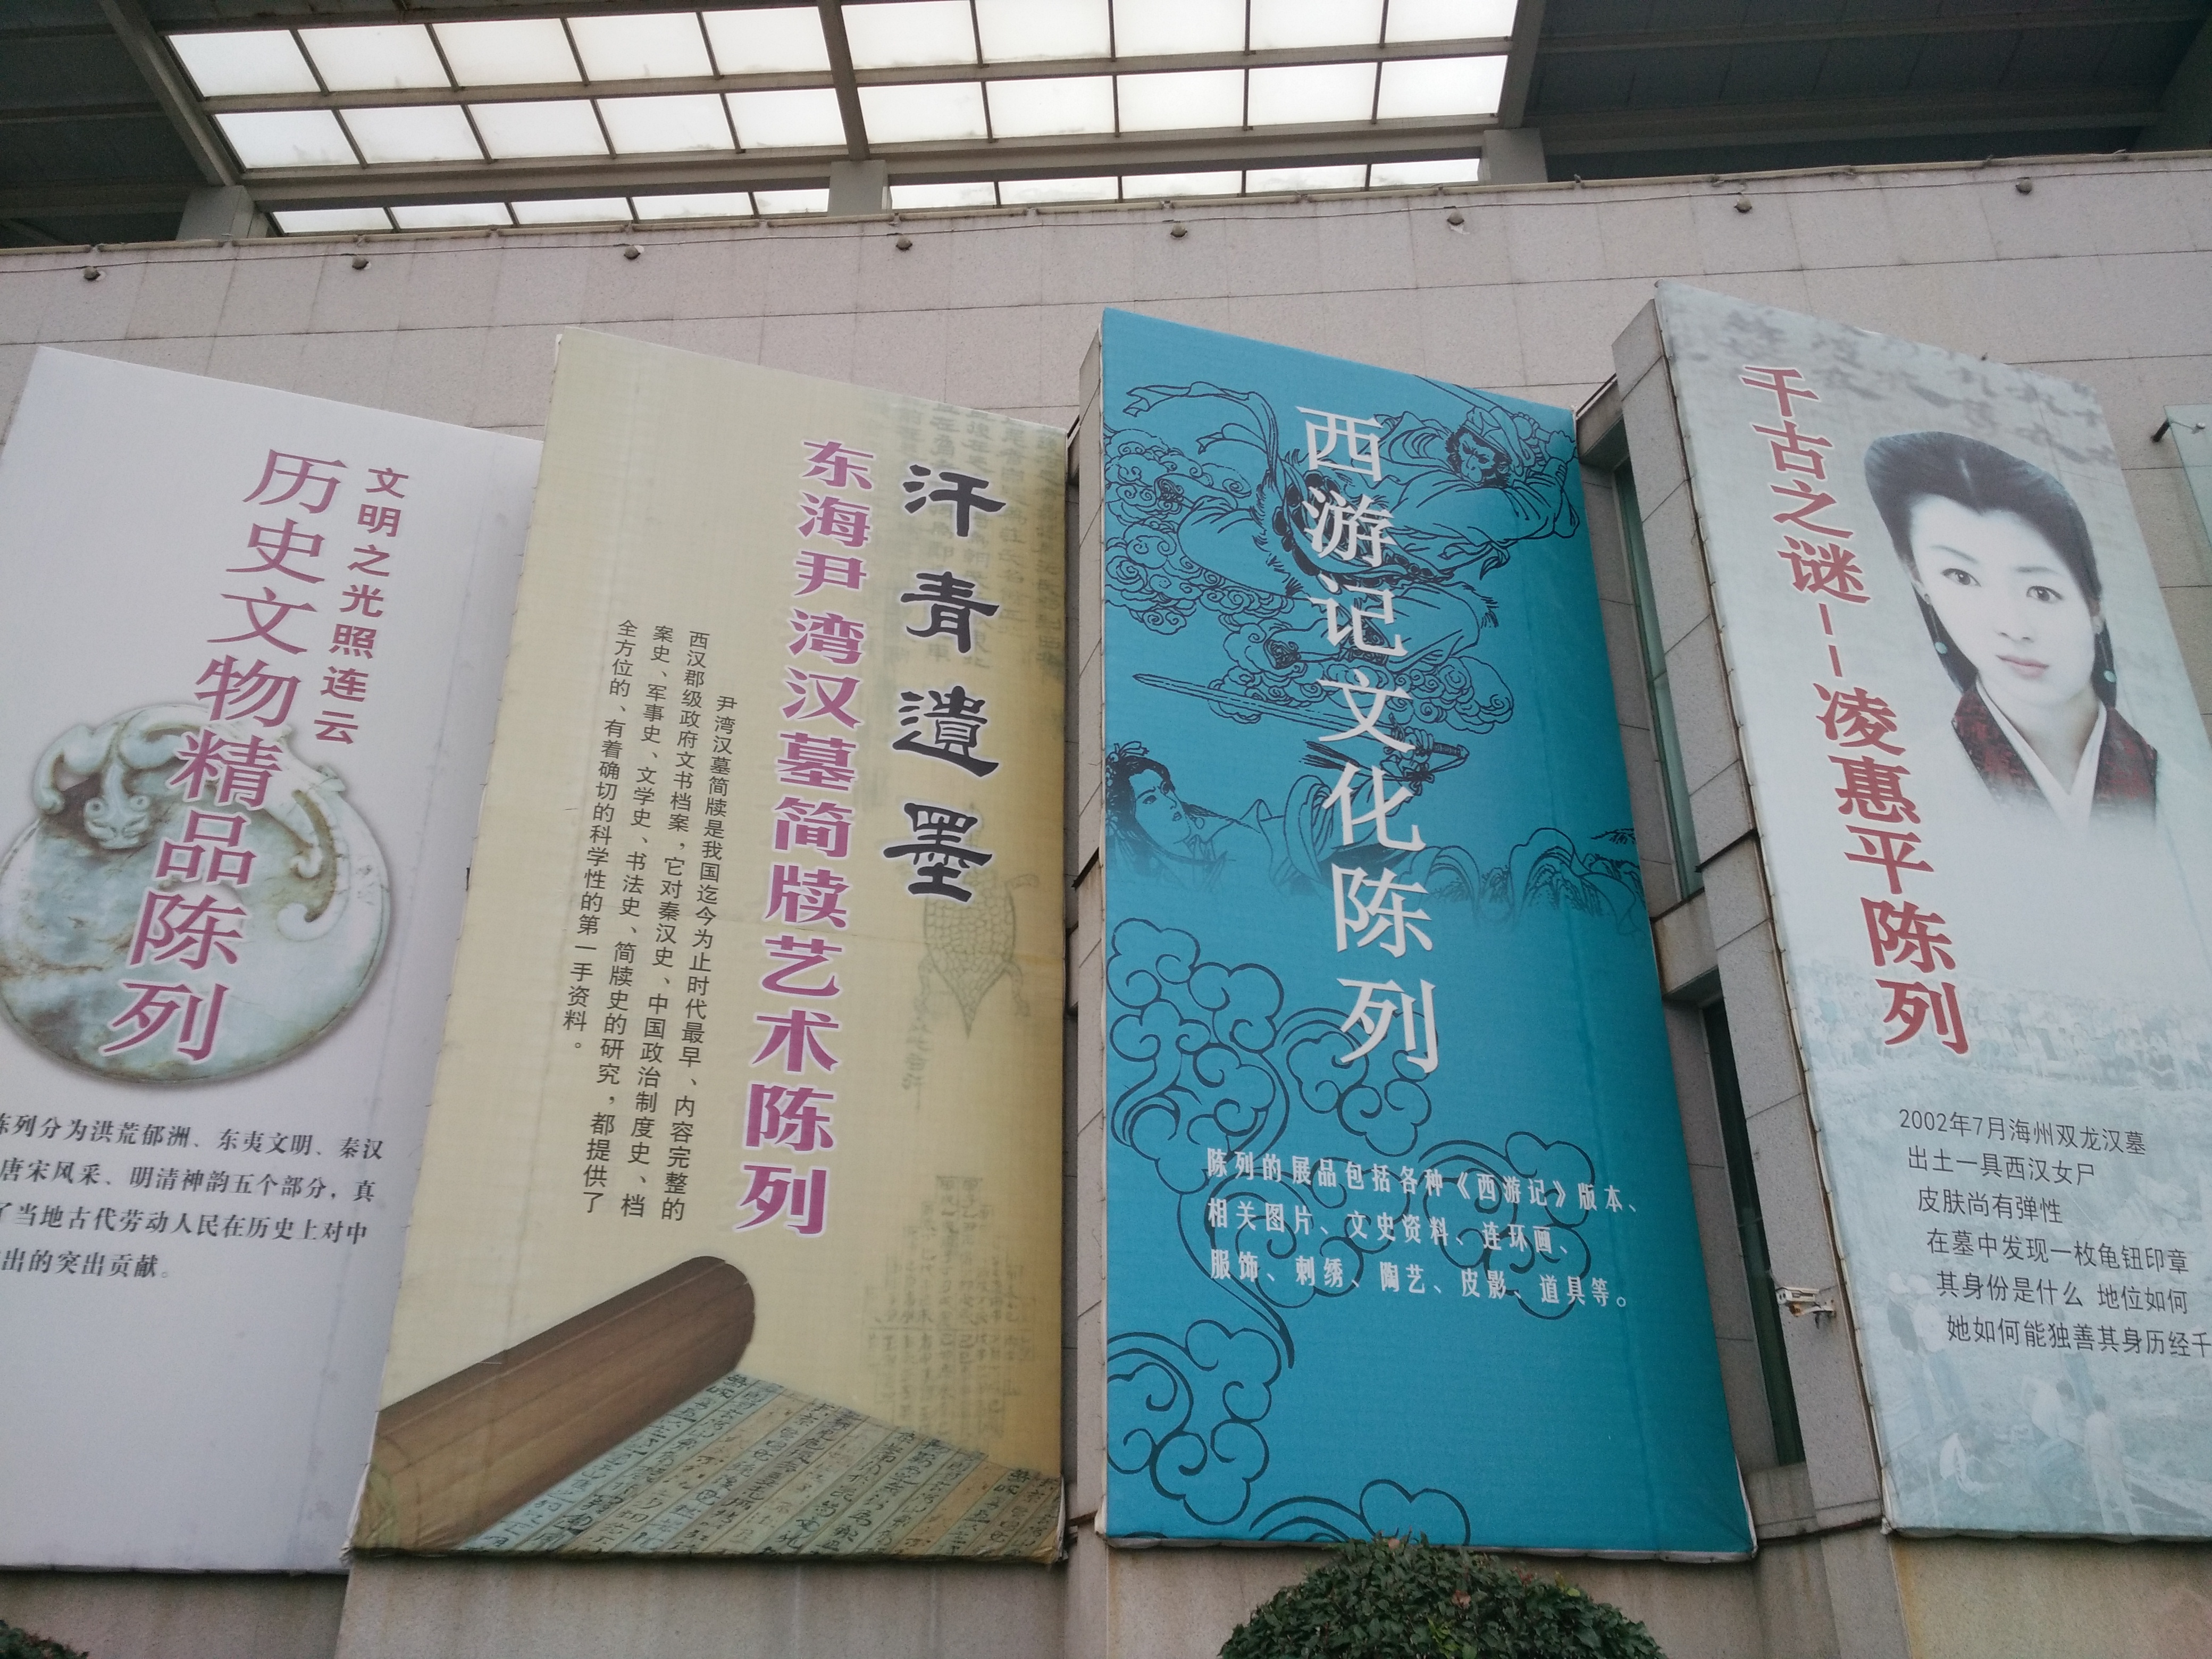 文明之光照连云
历史文物精品陈列
陈列分为洪荒郁洲、东夷文明、秦汉
唐宋风采、明清神韵五个部分，真
了当地古代劳动人民在历史上对中
出的突出贡献。
汗青遗墨
东海尹湾汉墓简牍艺术陈列
尹湾汉墓简牍是我国迄今为止时代最早、内容完整的
西汉郡级政府文书档案，它对秦汉史、中国政治制度史、档
案史、军事史、文学史、书法史、简牍史的研究，都提供了
全方位的、有着确切的科学性的第一手资料。
西游记文化陈列
陈列的展品包括各种《西游记》版本、
相关图片、文史资料、连环画、
服饰、刺绣、陶艺、皮影、道具等。
千古之谜--凌惠平陈列
2002年7月海州双龙汉墓
出土一具西汉女尸
皮肤尚有弹性
在墓中发现一枚龟钮印章
其身份是什么 地位如何
她如何能独善其身历经千